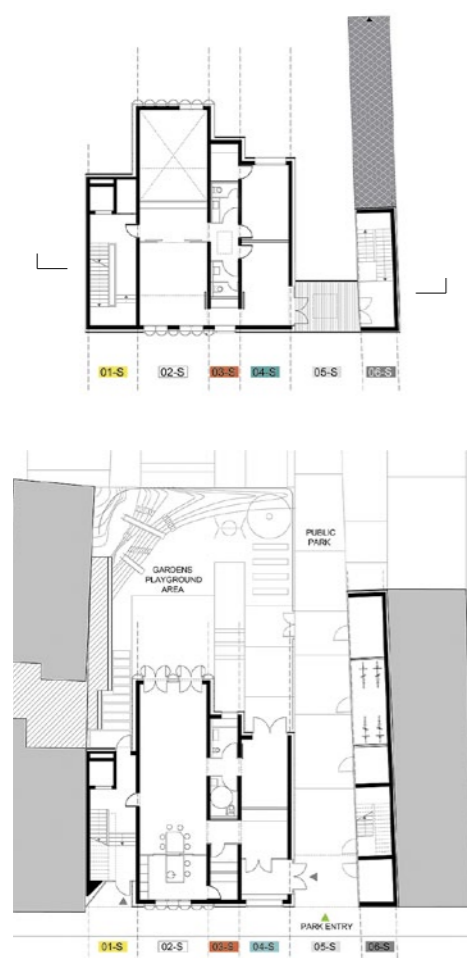 01-S 02-S 03-S 04-S 05-S 06-S
PUBLIC
PARK
GARDENS
PLAYGROUND
AREA
PARK ENTRY
01-S 02-S 03-S 04-S 05-S 06-S